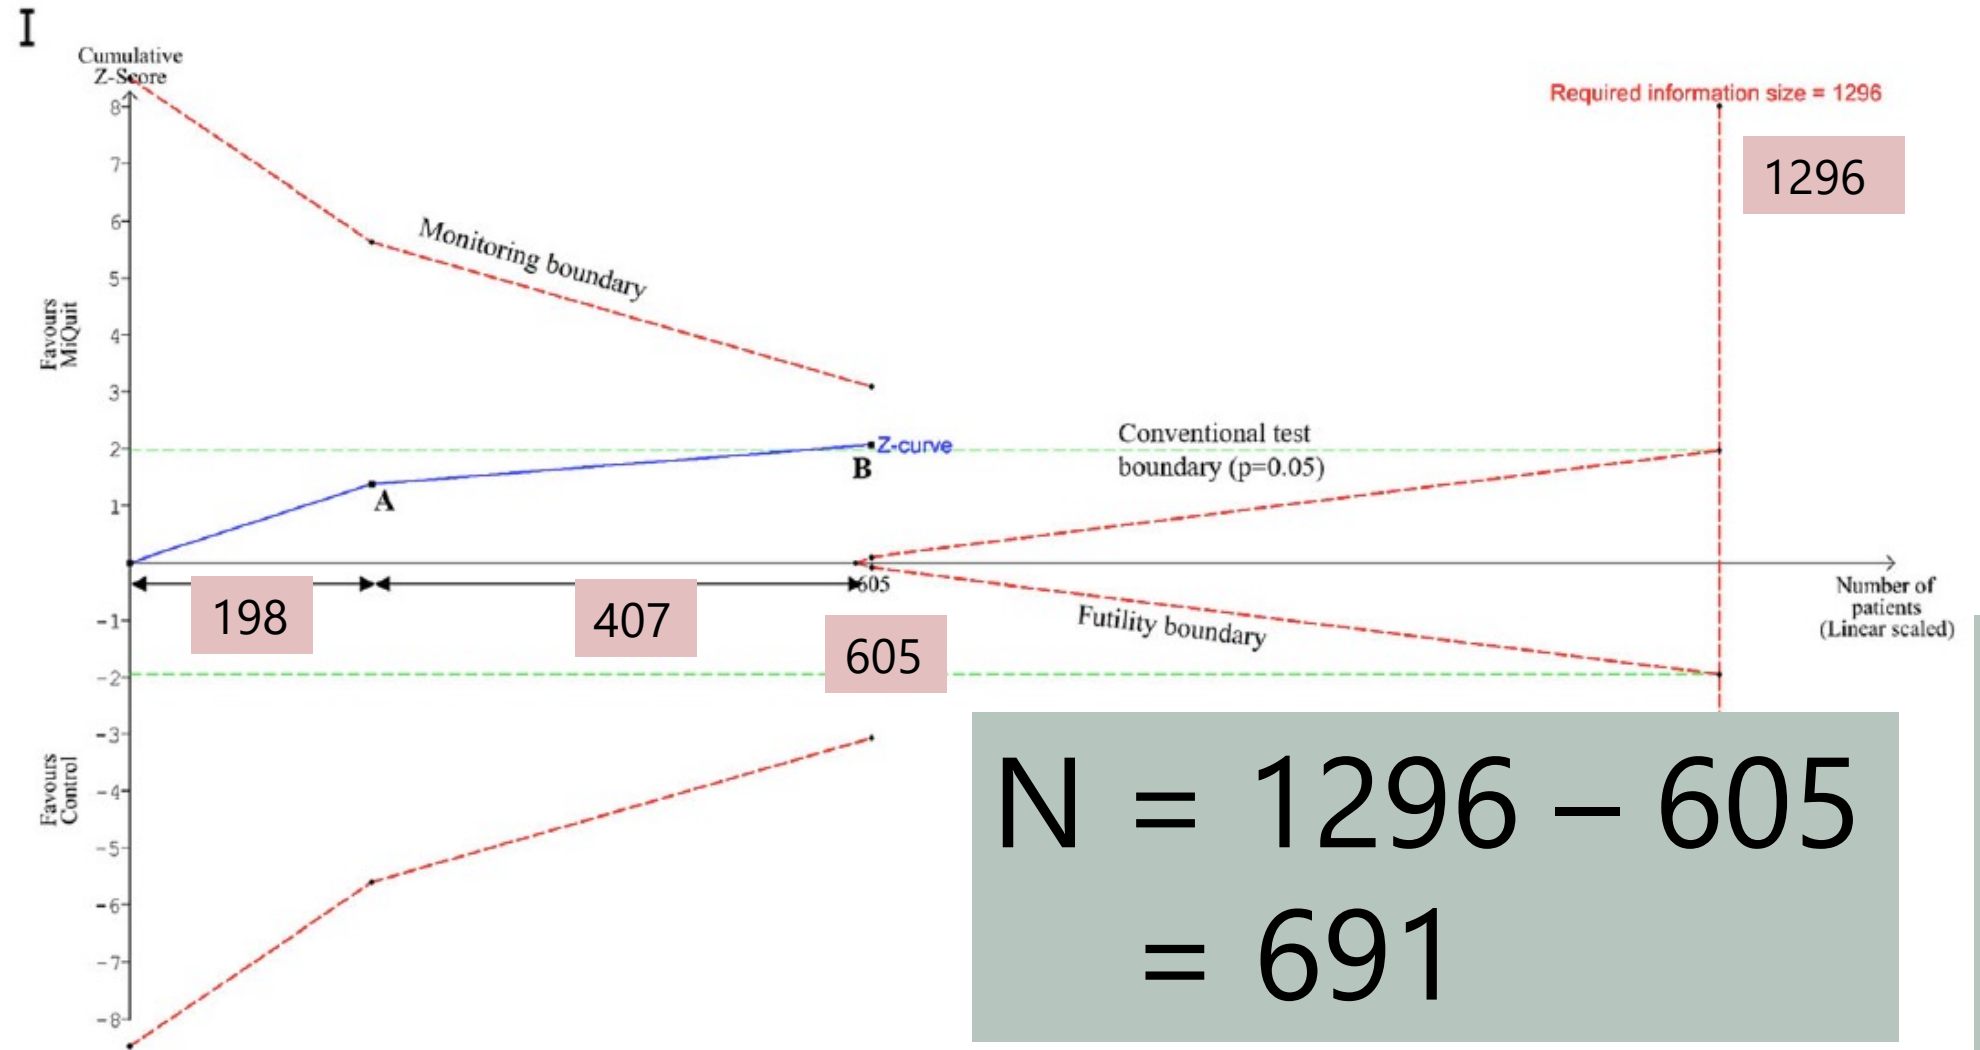 I
Cumulative
Z-Score
Required information size = 1296
8
1296
7
6
Monitoring boundary
5
Favours
MiQuit
4
3
Conventional test
boundary (p=0.05)
2
Z-curve
B
A
1
605
198
407
605
Number of
patients
(Linear scaled)
Futility boundary
-1
-2
-3
Favours
Control
-4
-5
-6
-7
-8
N = 1296 – 605
= 691